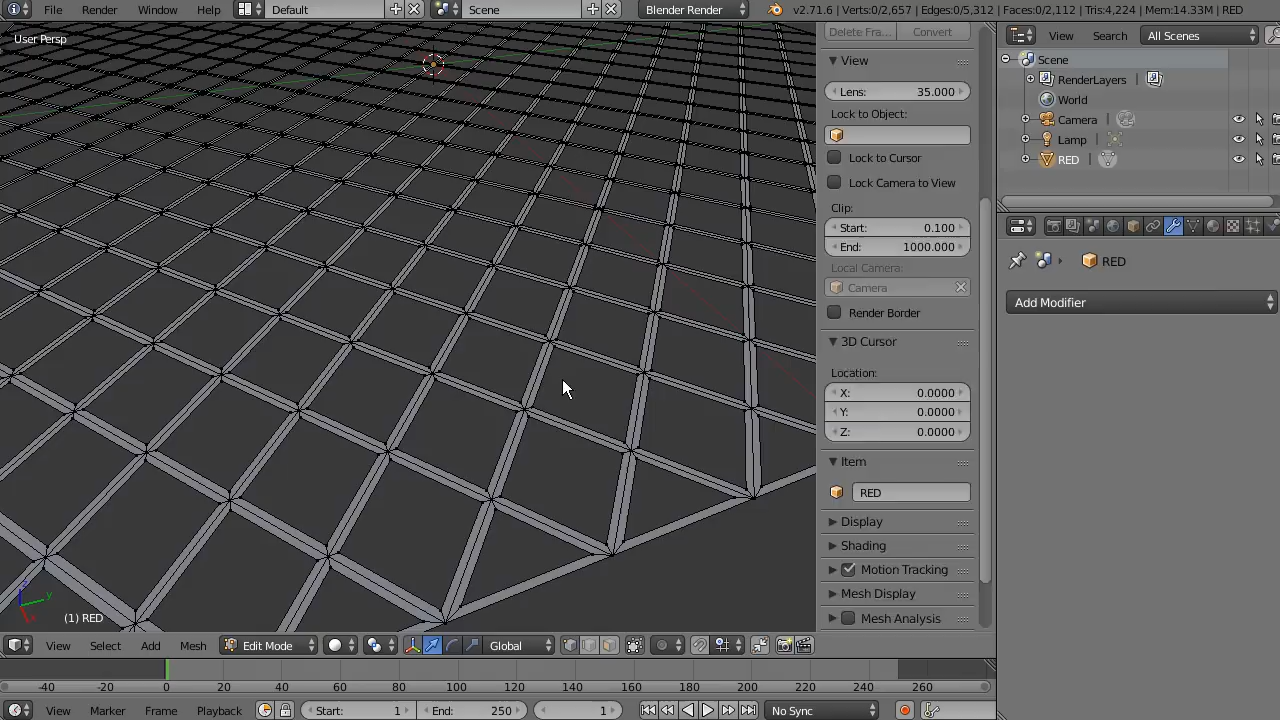 File Render Window Help Default Scene Blender Render v2.71.6 | Verts:0/2,657 | Edges:0/5,312 | Faces:0/2,112 | Tris:4,224 | Mem:14.33M | RED
User Persp
Delete Fra... Convert
View
Lens: 35.000
Lock to Object:
Lock to Cursor
Lock Camera to View
Clip:
Start: 0.100
End: 1000.000
Local Camera:
Camera
Render Border
3D Cursor
Location:
X: 0.0000
Y: 0.0000
Z: 0.0000
Item
RED
Display
Shading
Motion Tracking
Mesh Display
Mesh Analysis
View Search All Scenes
Scene
RenderLayers
World
Camera
Lamp
RED
RED
Add Modifier
z
y
(1) RED
View Select Add Mesh Edit Mode Global
-40 -20 0 20 40 60 80 100 120 140 160 180 200 220 240 260
View Marker Frame Playback Start: 1 End: 250 1 No Sync